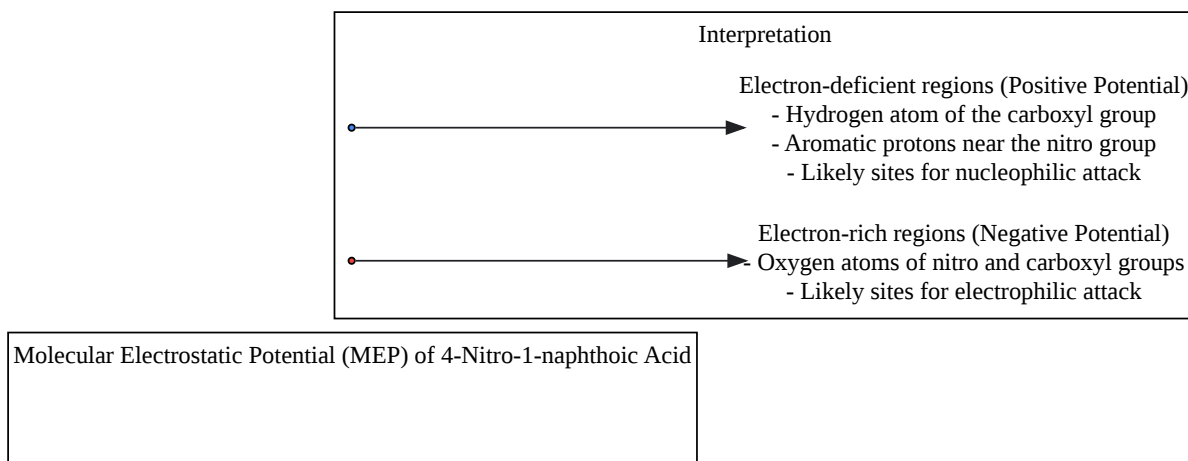 Interpretation
Electron-deficient regions (Positive Potential)
- Hydrogen atom of the carboxyl group
- Aromatic protons near the nitro group
- Likely sites for nucleophilic attack
Electron-rich regions (Negative Potential)
- Oxygen atoms of nitro and carboxyl groups
- Likely sites for electrophilic attack
Molecular Electrostatic Potential (MEP) of 4-Nitro-1-naphthoic Acid